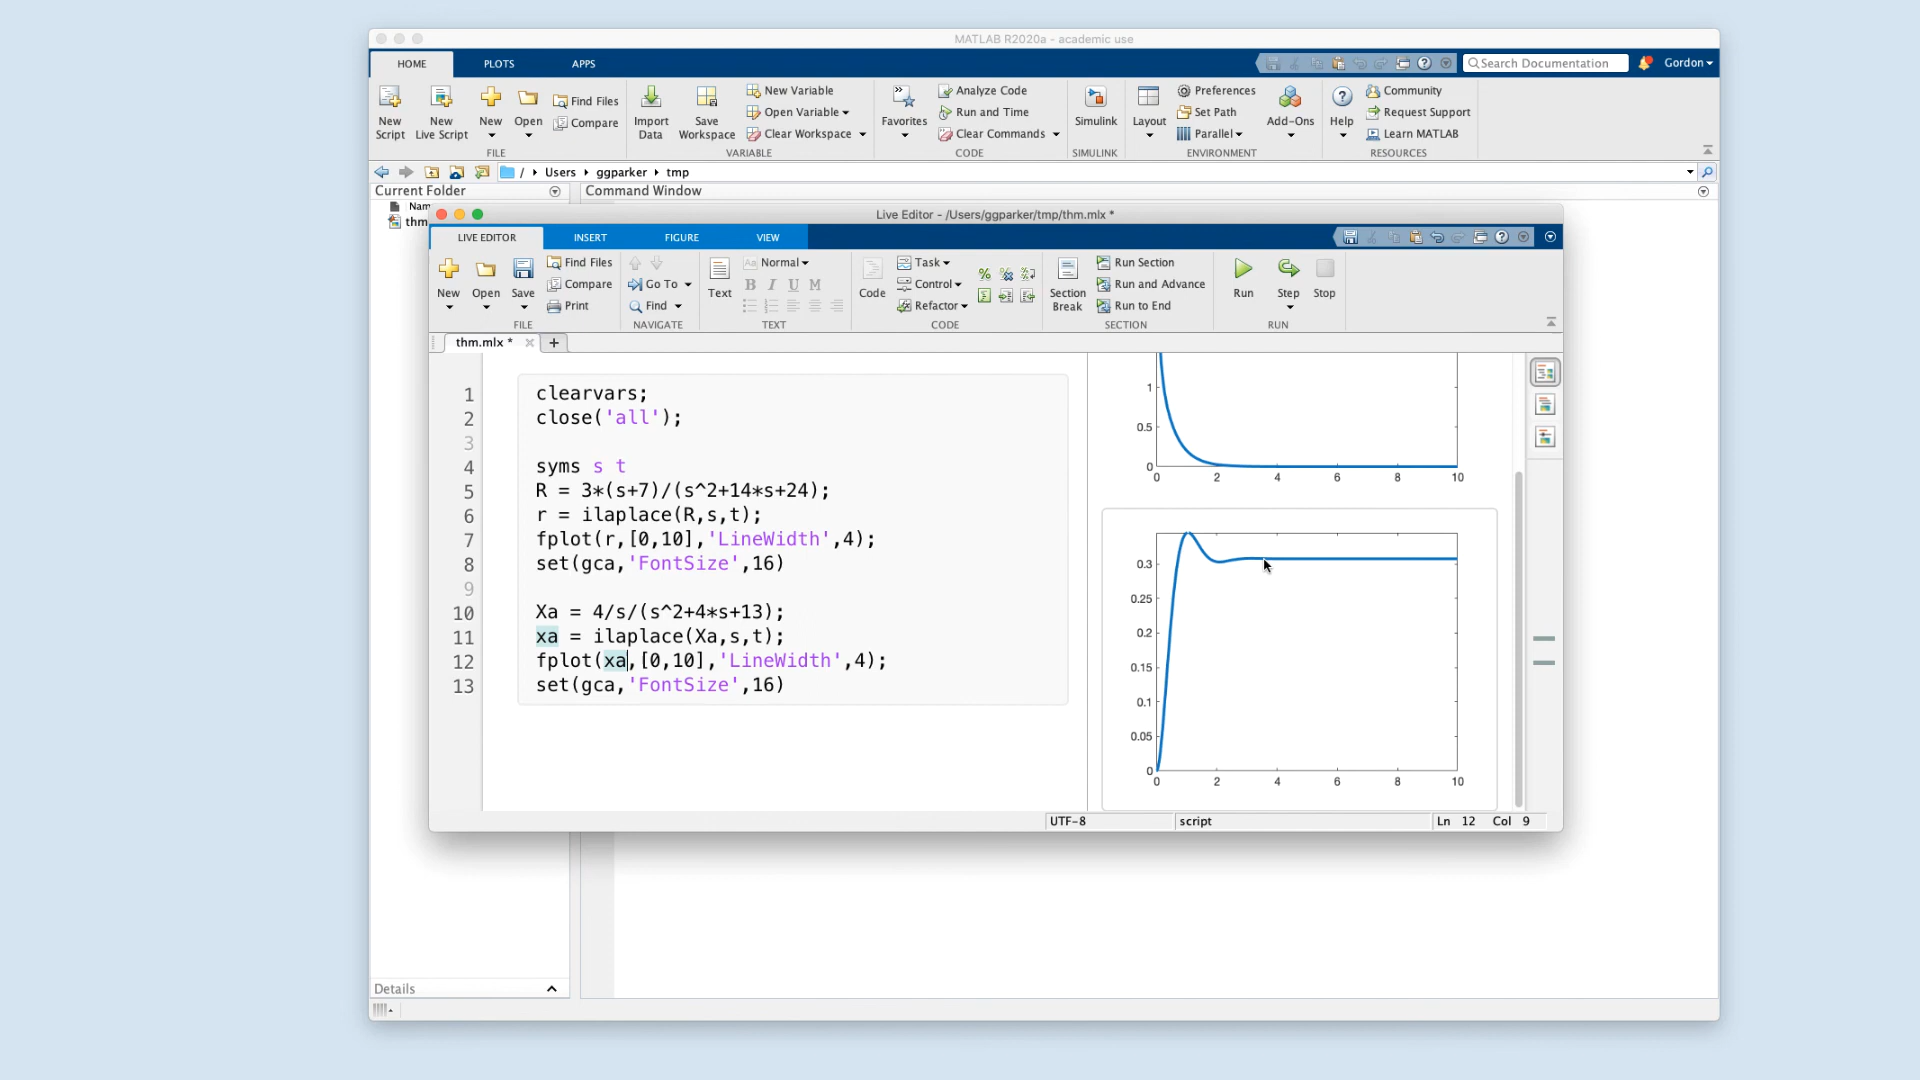 MATLAB R2020a - academic use
HOME PLOTS APPS Search Documentation Gordon
New Script New Live Script New Open Find Files Compare Import Data Save Workspace New Variable Open Variable Clear Workspace Favorites Analyze Code Run and Time Clear Commands Simulink Layout Preferences Set Path Parallel Add-Ons Help Community Request Support Learn MATLAB
FILE VARIABLE CODE SIMULINK ENVIRONMENT RESOURCES
/ Users ggparker tmp
Current Folder Command Window
Nam
thm
Live Editor - /Users/ggparker/tmp/thm.mlx *
LIVE EDITOR INSERT FIGURE VIEW
New Open Save Find Files Compare Print Go To Find Text Normal B I U M Code Task Control Refactor Section Break Run Section Run and Advance Run to End Run Step Stop
FILE NAVIGATE TEXT CODE SECTION RUN
thm.mlx * +
1 clearvars;
2 close('all');
3
4 syms s t
5 R = 3*(s+7)/(s^2+14*s+24);
6 r = ilaplace(R,s,t);
7 fplot(r,[0,10],'LineWidth',4);
8 set(gca,'FontSize',16)
9
10 Xa = 4/s/(s^2+4*s+13);
11 xa = ilaplace(Xa,s,t);
12 fplot(xa,[0,10],'LineWidth',4);
13 set(gca,'FontSize',16)
1
0.5
0
0 2 4 6 8 10
0.3
0.25
0.2
0.15
0.1
0.05
0
0 2 4 6 8 10
UTF-8 script Ln 12 Col 9
Details